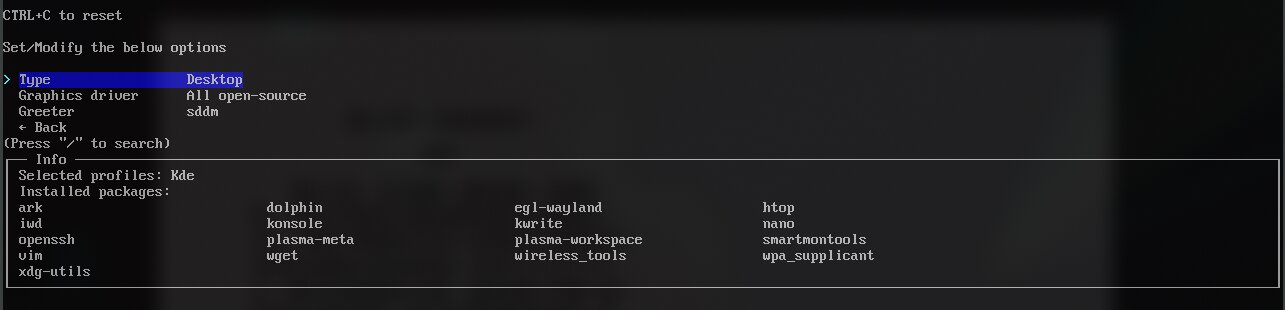 CTRL+C to reset
Set/Modify the below options
> Type Desktop
Graphics driver All open-source
Greeter sddm
← Back
(Press "/" to search)
Info
Selected profiles: Kde
Installed packages:
ark dolphin egl-wayland htop
iwd konsole kwrite nano
openssh plasma-meta plasma-workspace smartmontools
vim wget wireless_tools wpa_supplicant
xdg-utils